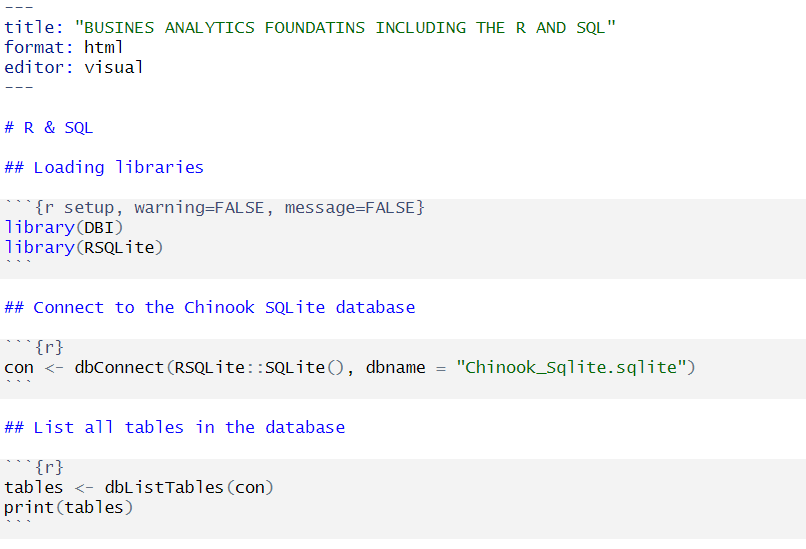 ---
title: "BUSINES ANALYTICS FOUNDATINS INCLUDING THE R AND SQL"
format: html
editor: visual
---
# R & SQL
## Loading libraries
```{r setup, warning=FALSE, message=FALSE}
library(DBI)
library(RSQLite)
```
## Connect to the Chinook SQLite database
```{r}
con <- dbConnect(RSQLite::SQLite(), dbname = "Chinook_Sqlite.sqlite")
```
## List all tables in the database
```{r}
tables <- dbListTables(con)
print(tables)
```